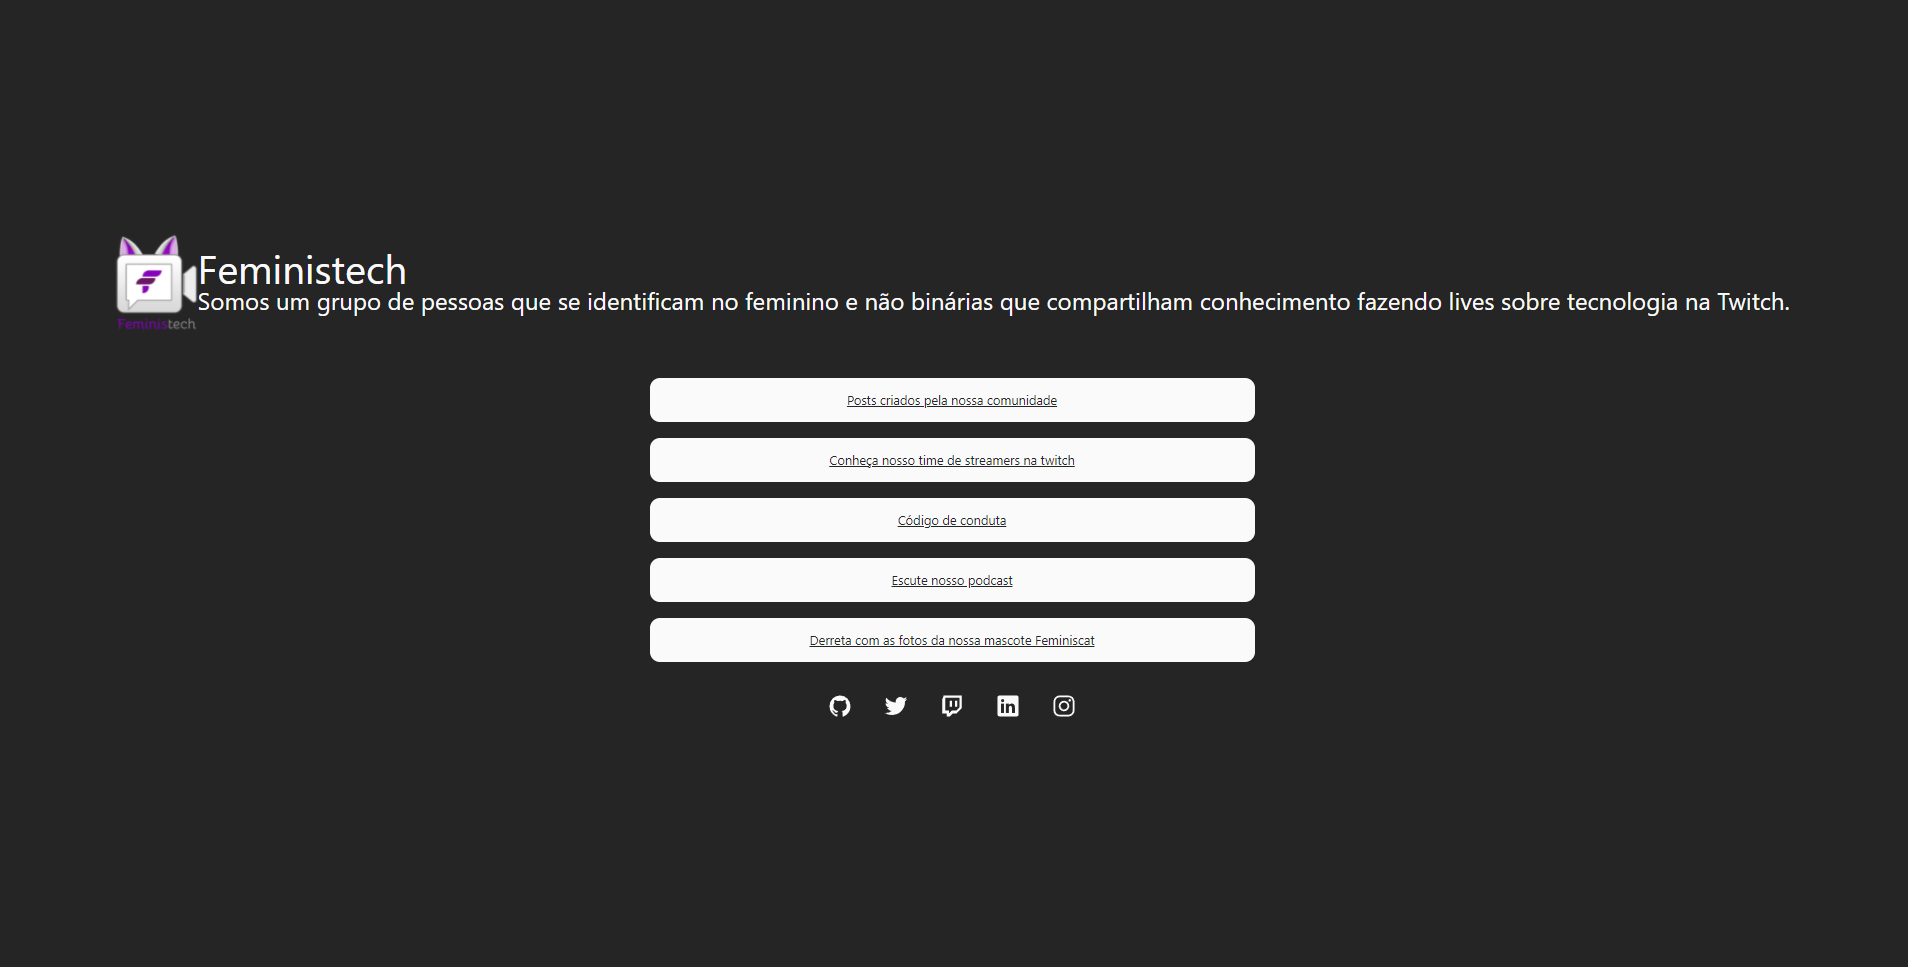 Feministech
Feministech
Somos um grupo de pessoas que se identificam no feminino e não binárias que compartilham conhecimento fazendo lives sobre tecnologia na Twitch.
Posts criados pela nossa comunidade
Conheça nosso time de streamers na twitch
Código de conduta
Escute nosso podcast
Derreta com as fotos da nossa mascote Feminiscat